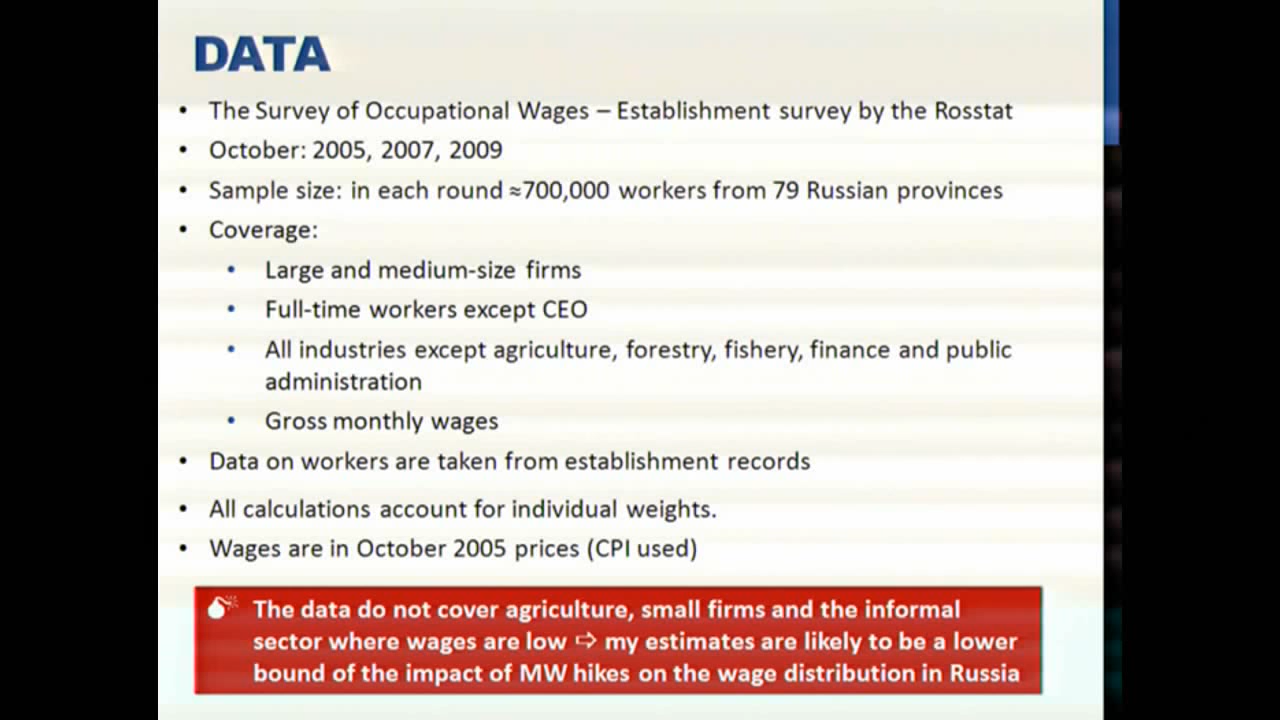 DATA
• The Survey of Occupational Wages – Establishment survey by the Rosstat
• October: 2005, 2007, 2009
• Sample size: in each round ≈700,000 workers from 79 Russian provinces
• Coverage:
• Large and medium-size firms
• Full-time workers except CEO
• All industries except agriculture, forestry, fishery, finance and public
administration
• Gross monthly wages
• Data on workers are taken from establishment records
• All calculations account for individual weights.
• Wages are in October 2005 prices (CPI used)
The data do not cover agriculture, small firms and the informal
sector where wages are low ⇨ my estimates are likely to be a lower
bound of the impact of MW hikes on the wage distribution in Russia